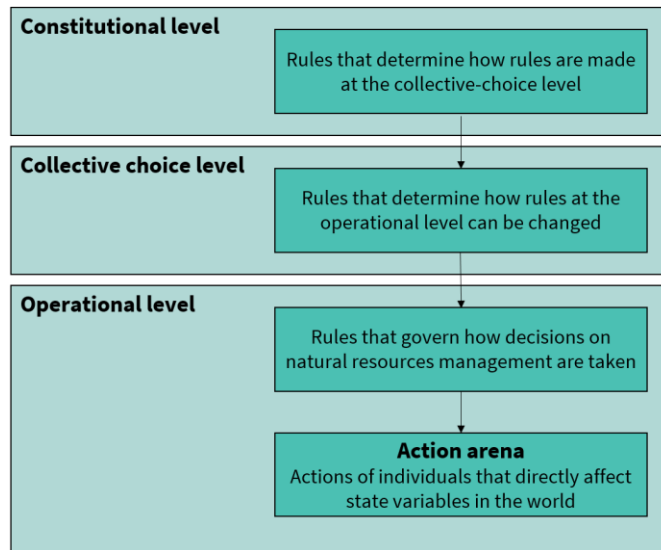 Constitutional level
Rules that determine how rules are made
at the collective-choice level
Collective choice level
Rules that determine how rules at the
operational level can be changed
Operational level
Rules that govern how decisions on
natural resources management are taken
Action arena
Actions of individuals that directly affect
state variables in the world